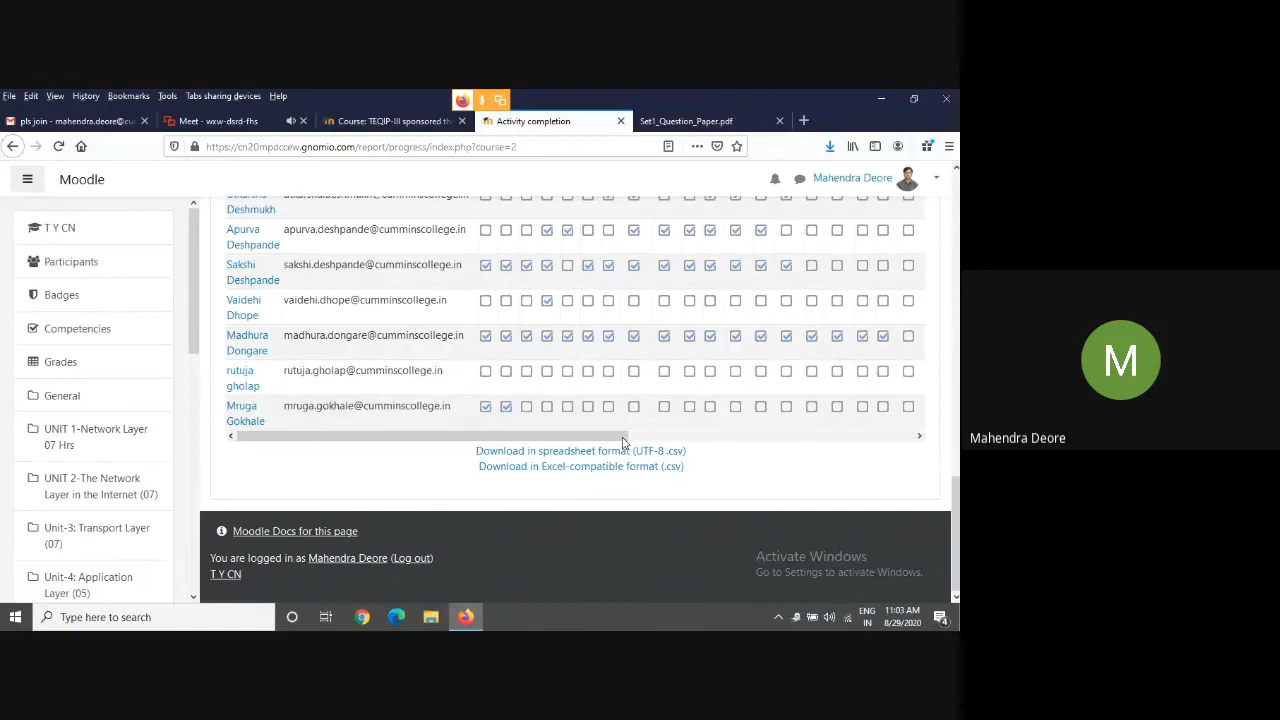 File Edit View History Bookmarks Tools Tabs sharing devices Help
pls join - mahendra.deore@cu
Meet - wxw-dsrd-fhs
Course: TEQIP-III sponsored th
Activity completion
Set1_Question_Paper.pdf
https://cn20mpdccew.gnomio.com/report/progress/index.php?course=2
Moodle
Mahendra Deore
T Y CN
Participants
Badges
Competencies
Grades
General
UNIT 1-Network Layer
07 Hrs
UNIT 2-The Network
Layer in the Internet (07)
Unit-3: Transport Layer
(07)
Unit-4: Application
Layer (05)
Deshmukh
Apurva apurva.deshpande@cumminscollege.in
Deshpande
Sakshi sakshi.deshpande@cumminscollege.in
Deshpande
Vaidehi vaidehi.dhope@cumminscollege.in
Dhope
Madhura madhura.dongare@cumminscollege.in
Dongare
rutuja rutuja.gholap@cumminscollege.in
gholap
Mruga mruga.gokhale@cumminscollege.in
Gokhale
Download in spreadsheet format (UTF-8 .csv)
Download in Excel-compatible format (.csv)
Moodle Docs for this page
You are logged in as Mahendra Deore (Log out)
T Y CN
Activate Windows
Go to Settings to activate Windows.
Type here to search
ENG
IN
11:03 AM
8/29/2020
4
M
Mahendra Deore